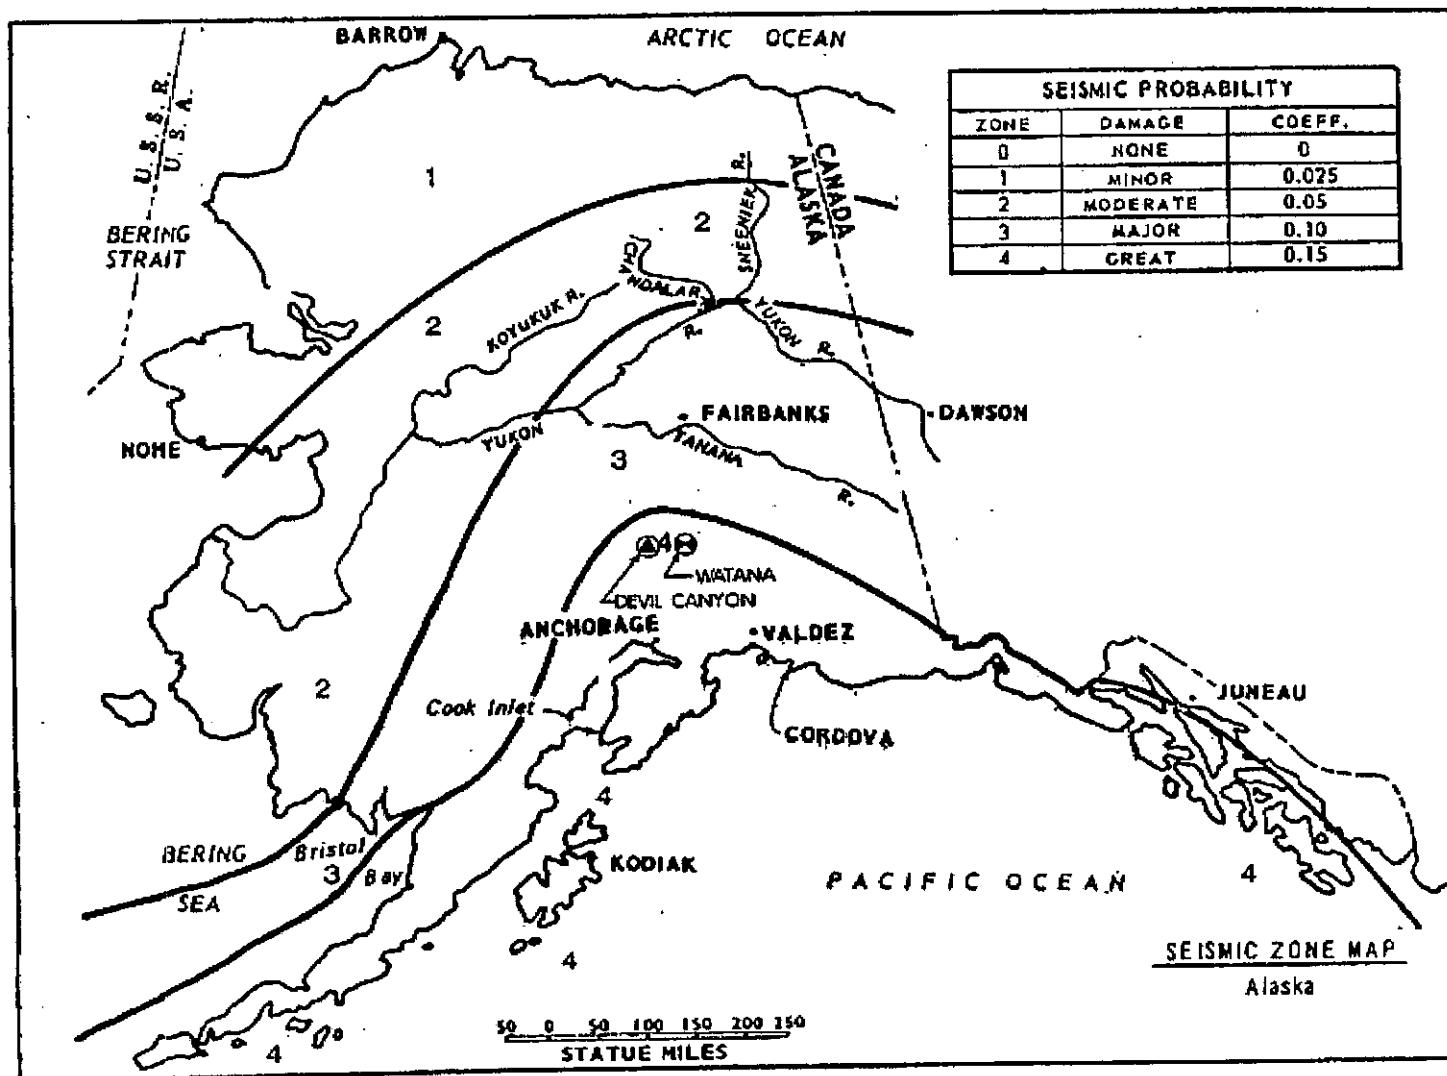 BARROW
ARCTIC OCEAN
U.S.S.R.
U.S.A.
SEISMIC PROBABILITY
ZONE DAMAGE COEFF.
0 NONE 0
1 MINOR 0.025
2 MODERATE 0.05
3 MAJOR 0.10
4 GREAT 0.15
CANADA
ALASKA
1
SHEENJEK R.
2
BERING
STRAIT
CHANDALAR
R.
KOYUKUK R.
2
YUKON
R.
FAIRBANKS
DAWSON
NOME
YUKON
TANANA
R.
3
4
WATANA
DEVIL CANYON
ANCHORAGE
VALDEZ
2
Cook Inlet
JUNEAU
CORDOVA
4
BERING
SEA
Bristol
Bay
3
KODIAK
PACIFIC OCEAN
4
4
SEISMIC ZONE MAP
Alaska
4
50 0 50 100 150 200 250
STATUE MILES